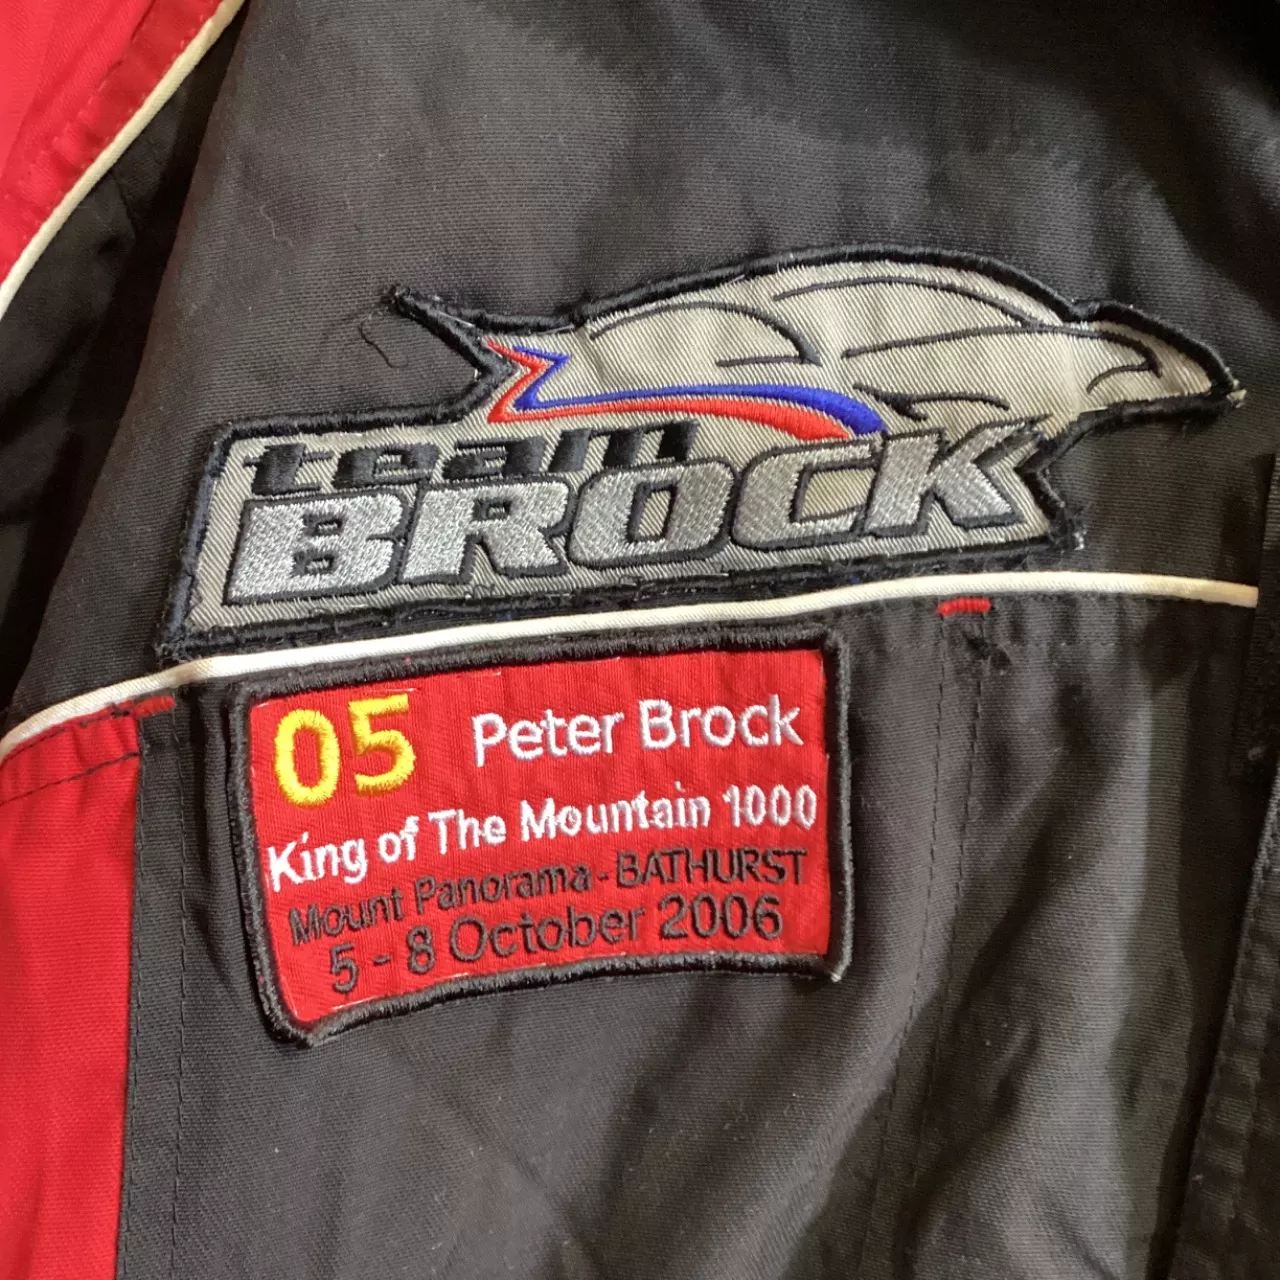 team
BROCK
05 Peter Brock
King of The Mountain 1000
Mount Panorama - BATHURST
5 - 8 October 2006